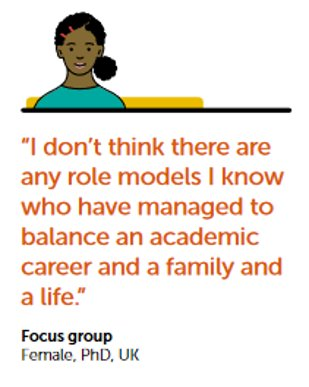 “I don’t think there are
any role models I know
who have managed to
balance an academic
career and a family and
a life.”
Focus group
Female, PhD, UK